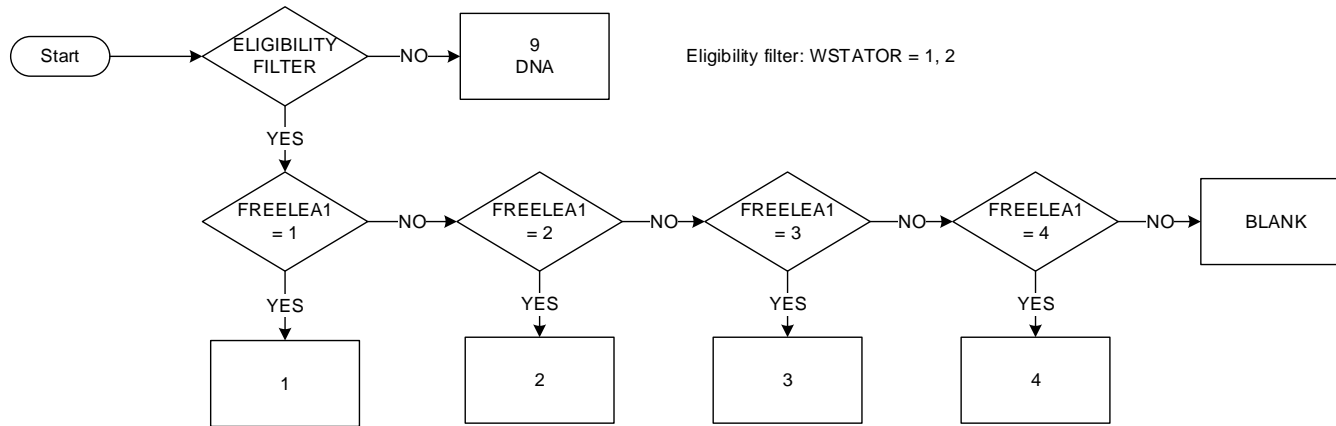 Start
ELIGIBILITY
FILTER
NO
9
DNA
Eligibility filter: WSTATOR = 1, 2
YES
FREELEA1
= 1
NO
FREELEA1
= 2
NO
FREELEA1
= 3
NO
FREELEA1
= 4
NO
BLANK
YES
YES
YES
YES
1
2
3
4